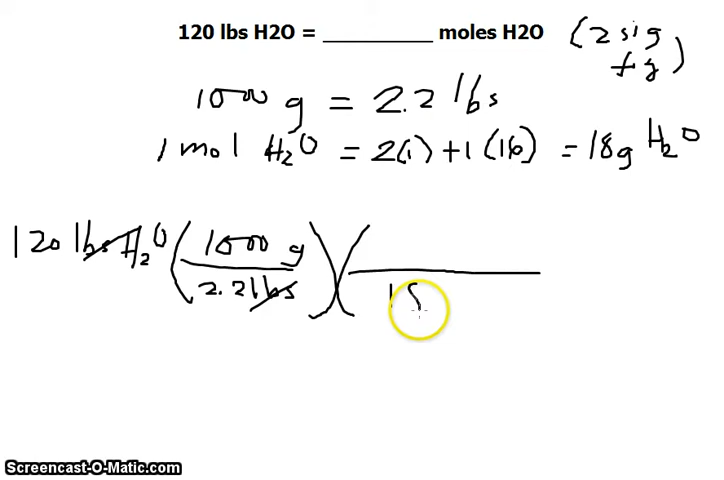 120 lbs H2O = __________ moles H2O (2 sig fig)
1000 g = 2.2 lbs
1 mol H₂O = 2(1) + 1(16) = 18g H₂O
120 lbs H₂O (1000 g / 2.2 lbs)( / 18
Screencast-O-Matic.com